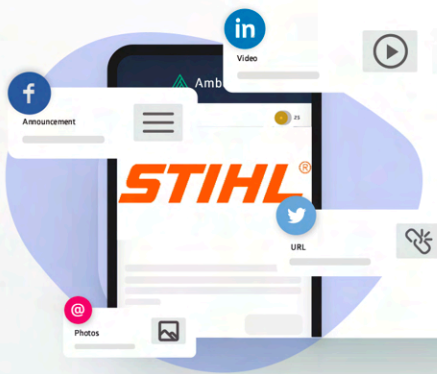 in
Video
f
Amb
Announcement
25
STIHL®
URL
@
Photos